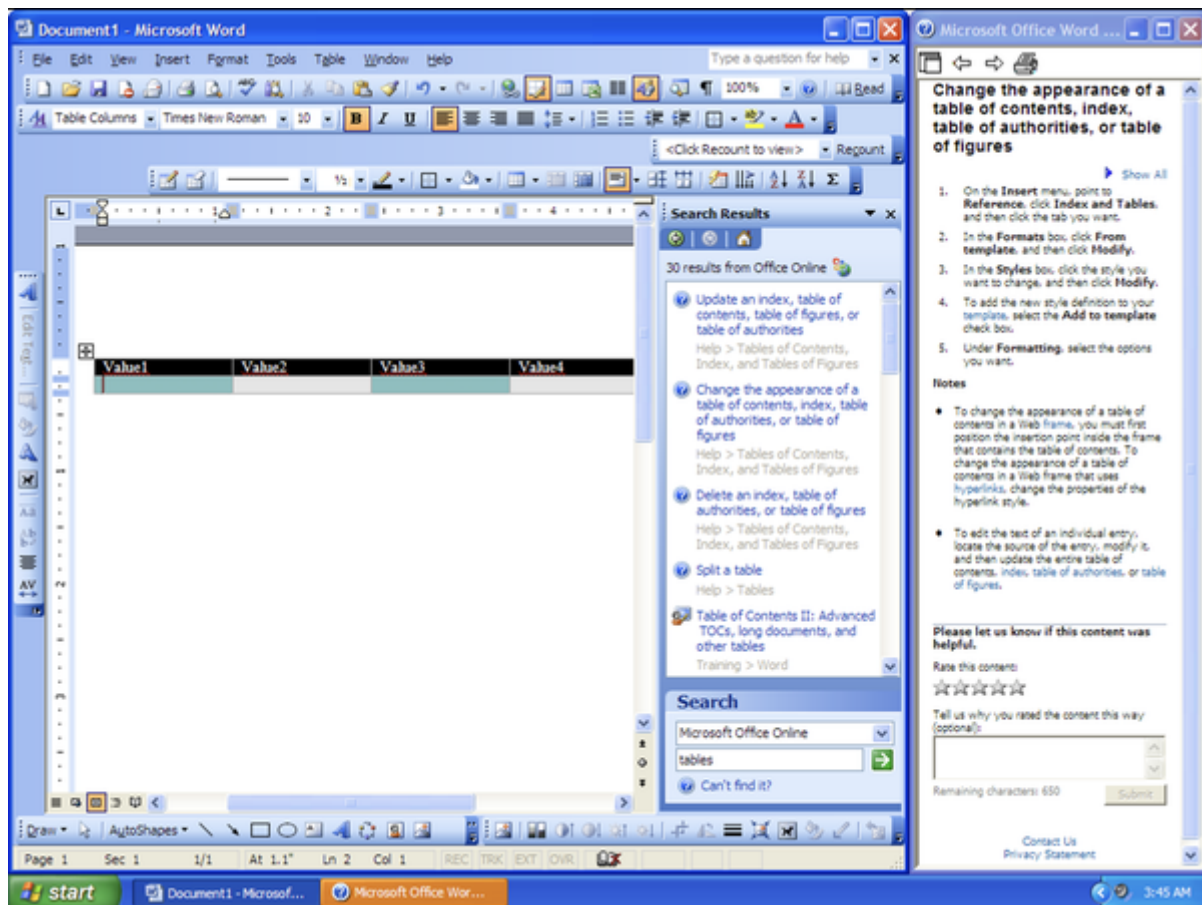 Document1 - Microsoft Word
File Edit View Insert Format Tools Table Window Help
Type a question for help
100%
Read
Table Columns
Times New Roman
10
B I U
A
<Click Recount to view>
Recount
½
Σ
L
1 2 3 4
Edit Text...
Aa
Ab
AV
Value1 Value2 Value3 Value4
Search Results
30 results from Office Online
Update an index, table of
contents, table of figures, or
table of authorities
Help > Tables of Contents,
Index, and Tables of Figures
Change the appearance of a
table of contents, index, table
of authorities, or table of
figures
Help > Tables of Contents,
Index, and Tables of Figures
Delete an index, table of
authorities, or table of figures
Help > Tables of Contents,
Index, and Tables of Figures
Split a table
Help > Tables
Table of Contents II: Advanced
TOCs, long documents, and
other tables
Training > Word
Search
Microsoft Office Online
tables
Can't find it?
Draw
AutoShapes
Page 1 Sec 1 1/1 At 1.1" Ln 2 Col 1 REC TRK EXT OVR
Microsoft Office Word ...
Change the appearance of a
table of contents, index,
table of authorities, or table
of figures
Show All
1. On the Insert menu, point to
Reference, click Index and Tables,
and then click the tab you want.
2. In the Formats box, click From
template, and then click Modify.
3. In the Styles box, click the style you
want to change, and then click Modify.
4. To add the new style definition to your
template, select the Add to template
check box.
5. Under Formatting, select the options
you want.
Notes
• To change the appearance of a table of
contents in a Web frame, you must first
position the insertion point inside the frame
that contains the table of contents. To
change the appearance of a table of
contents in a Web frame that uses
hyperlinks, change the properties of the
hyperlink style.
• To edit the text of an individual entry,
locate the source of the entry, modify it,
and then update the entire table of
contents, index, table of authorities, or table
of figures.
Please let us know if this content was
helpful.
Rate this content:
Tell us why you rated the content this way
(optional):
Remaining characters: 650
Submit
Contact Us
Privacy Statement
start
Document1 - Microsof...
Microsoft Office Wor...
3:45 AM